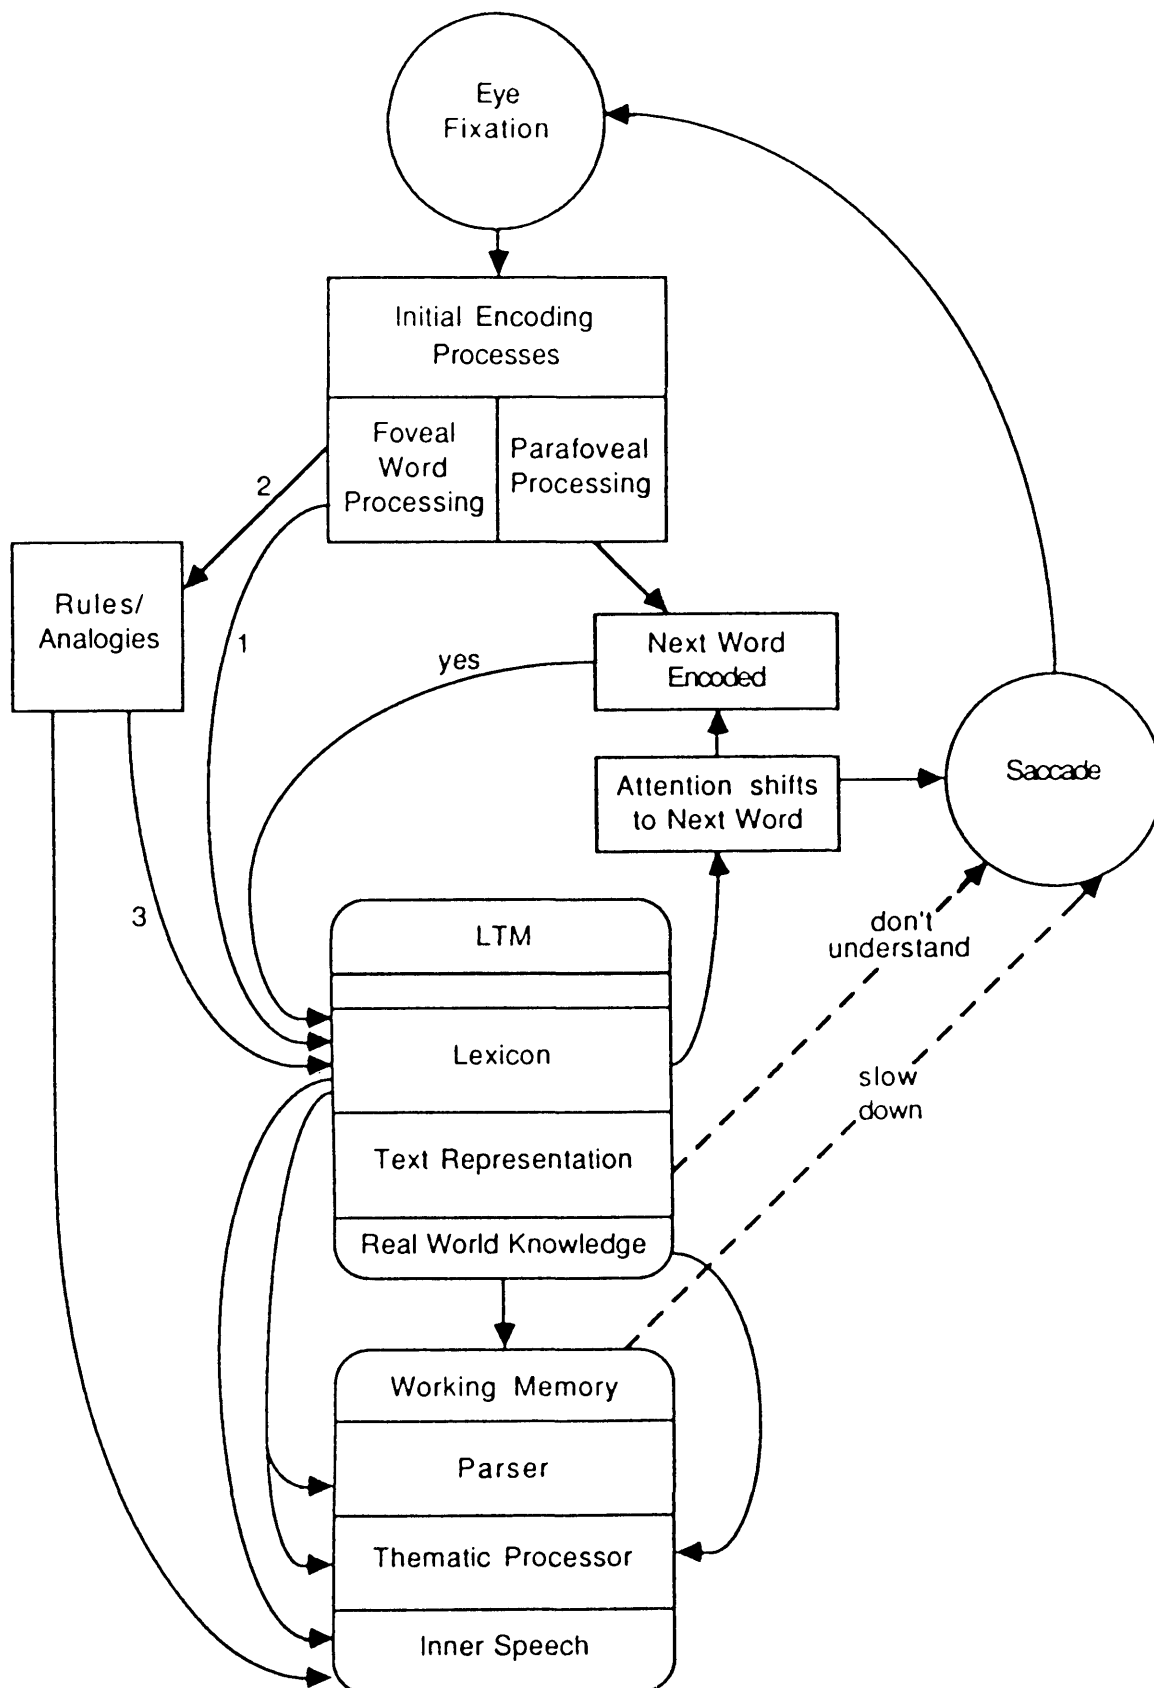 Eye
Fixation
Initial Encoding
Processes
Foveal
Word
Processing
Parafoveal
Processing
2
Rules/
Analogies
1
yes
Next Word
Encoded
Attention shifts
to Next Word
Saccade
3
LTM
don't
understand
Lexicon
slow
down
Text Representation
Real World Knowledge
Working Memory
Parser
Thematic Processor
Inner Speech